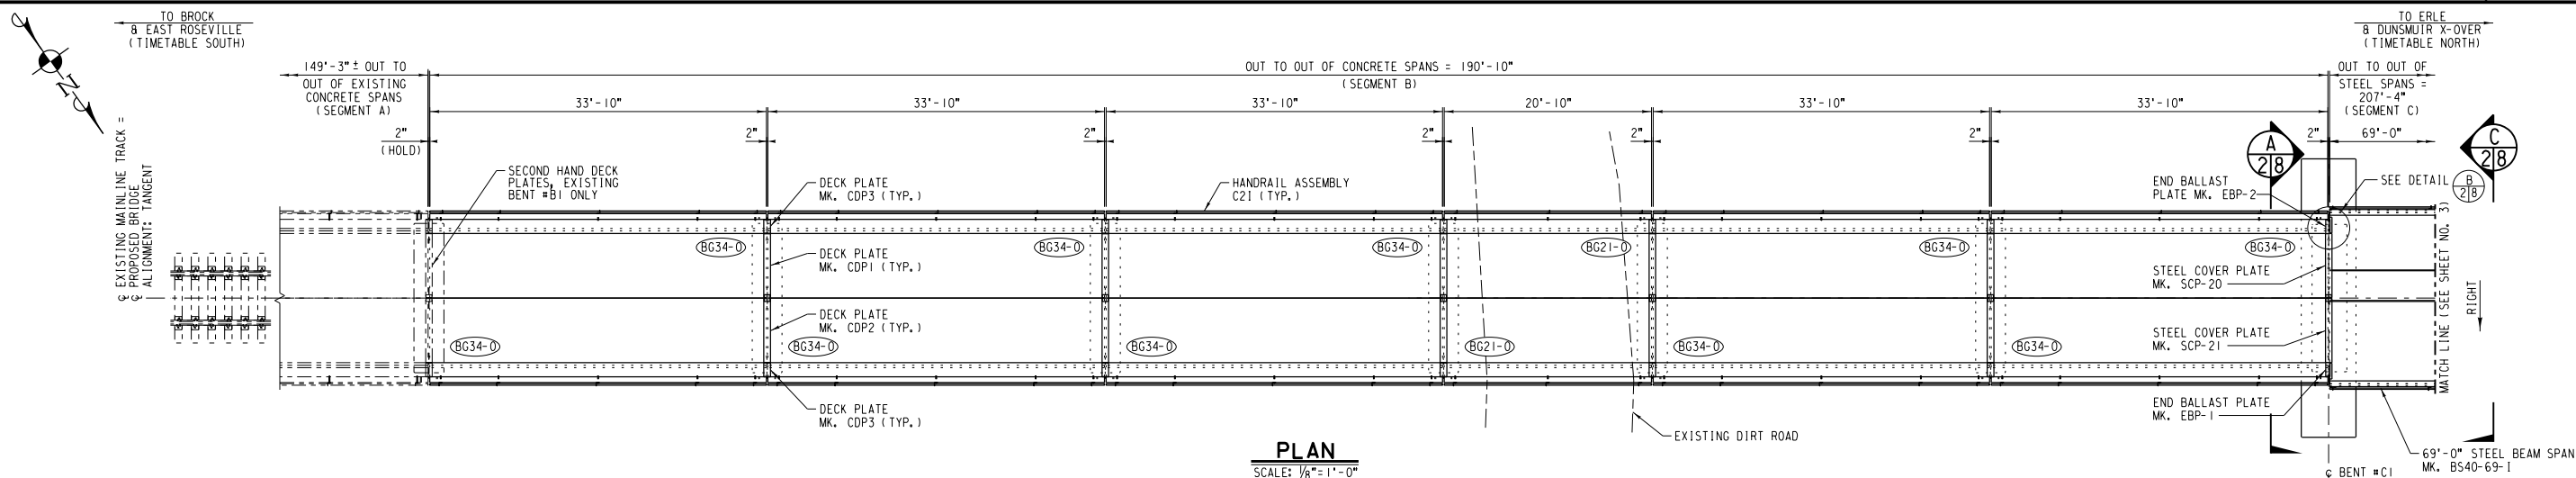 TO BROCK
& EAST ROSEVILLE
(TIMETABLE SOUTH)
TO ERLE
& DUNSMUIR X-OVER
(TIMETABLE NORTH)
N
149'-3"± OUT TO
OUT OF EXISTING
CONCRETE SPANS
(SEGMENT A)
OUT TO OUT OF CONCRETE SPANS = 190'-10"
(SEGMENT B)
OUT TO OUT OF
STEEL SPANS =
207'-4"
(SEGMENT C)
33'-10"
33'-10"
33'-10"
20'-10"
33'-10"
33'-10"
2"
(HOLD)
2"
2"
2"
2"
2"
2"
69'-0"
A
2 8
C
2 8
℄ EXISTING MAINLINE TRACK =
℄ PROPOSED BRIDGE
ALIGNMENT: TANGENT
SECOND HAND DECK
PLATES, EXISTING
BENT #B1 ONLY
DECK PLATE
MK. CDP3 (TYP.)
HANDRAIL ASSEMBLY
C21 (TYP.)
END BALLAST
PLATE MK. EBP-2
SEE DETAIL
B
2 8
BG34-0
BG34-0
BG34-0
BG21-0
BG34-0
BG34-0
DECK PLATE
MK. CDP1 (TYP.)
STEEL COVER PLATE
MK. SCP-20
DECK PLATE
MK. CDP2 (TYP.)
STEEL COVER PLATE
MK. SCP-21
BG34-0
BG34-0
BG34-0
BG21-0
BG34-0
BG34-0
MATCH LINE (SEE SHEET NO. 3)
RIGHT
DECK PLATE
MK. CDP3 (TYP.)
END BALLAST PLATE
MK. EBP-1
EXISTING DIRT ROAD
PLAN
SCALE: 1/8"=1'-0"
℄ BENT #C1
69'-0" STEEL BEAM SPAN
MK. BS40-69-1